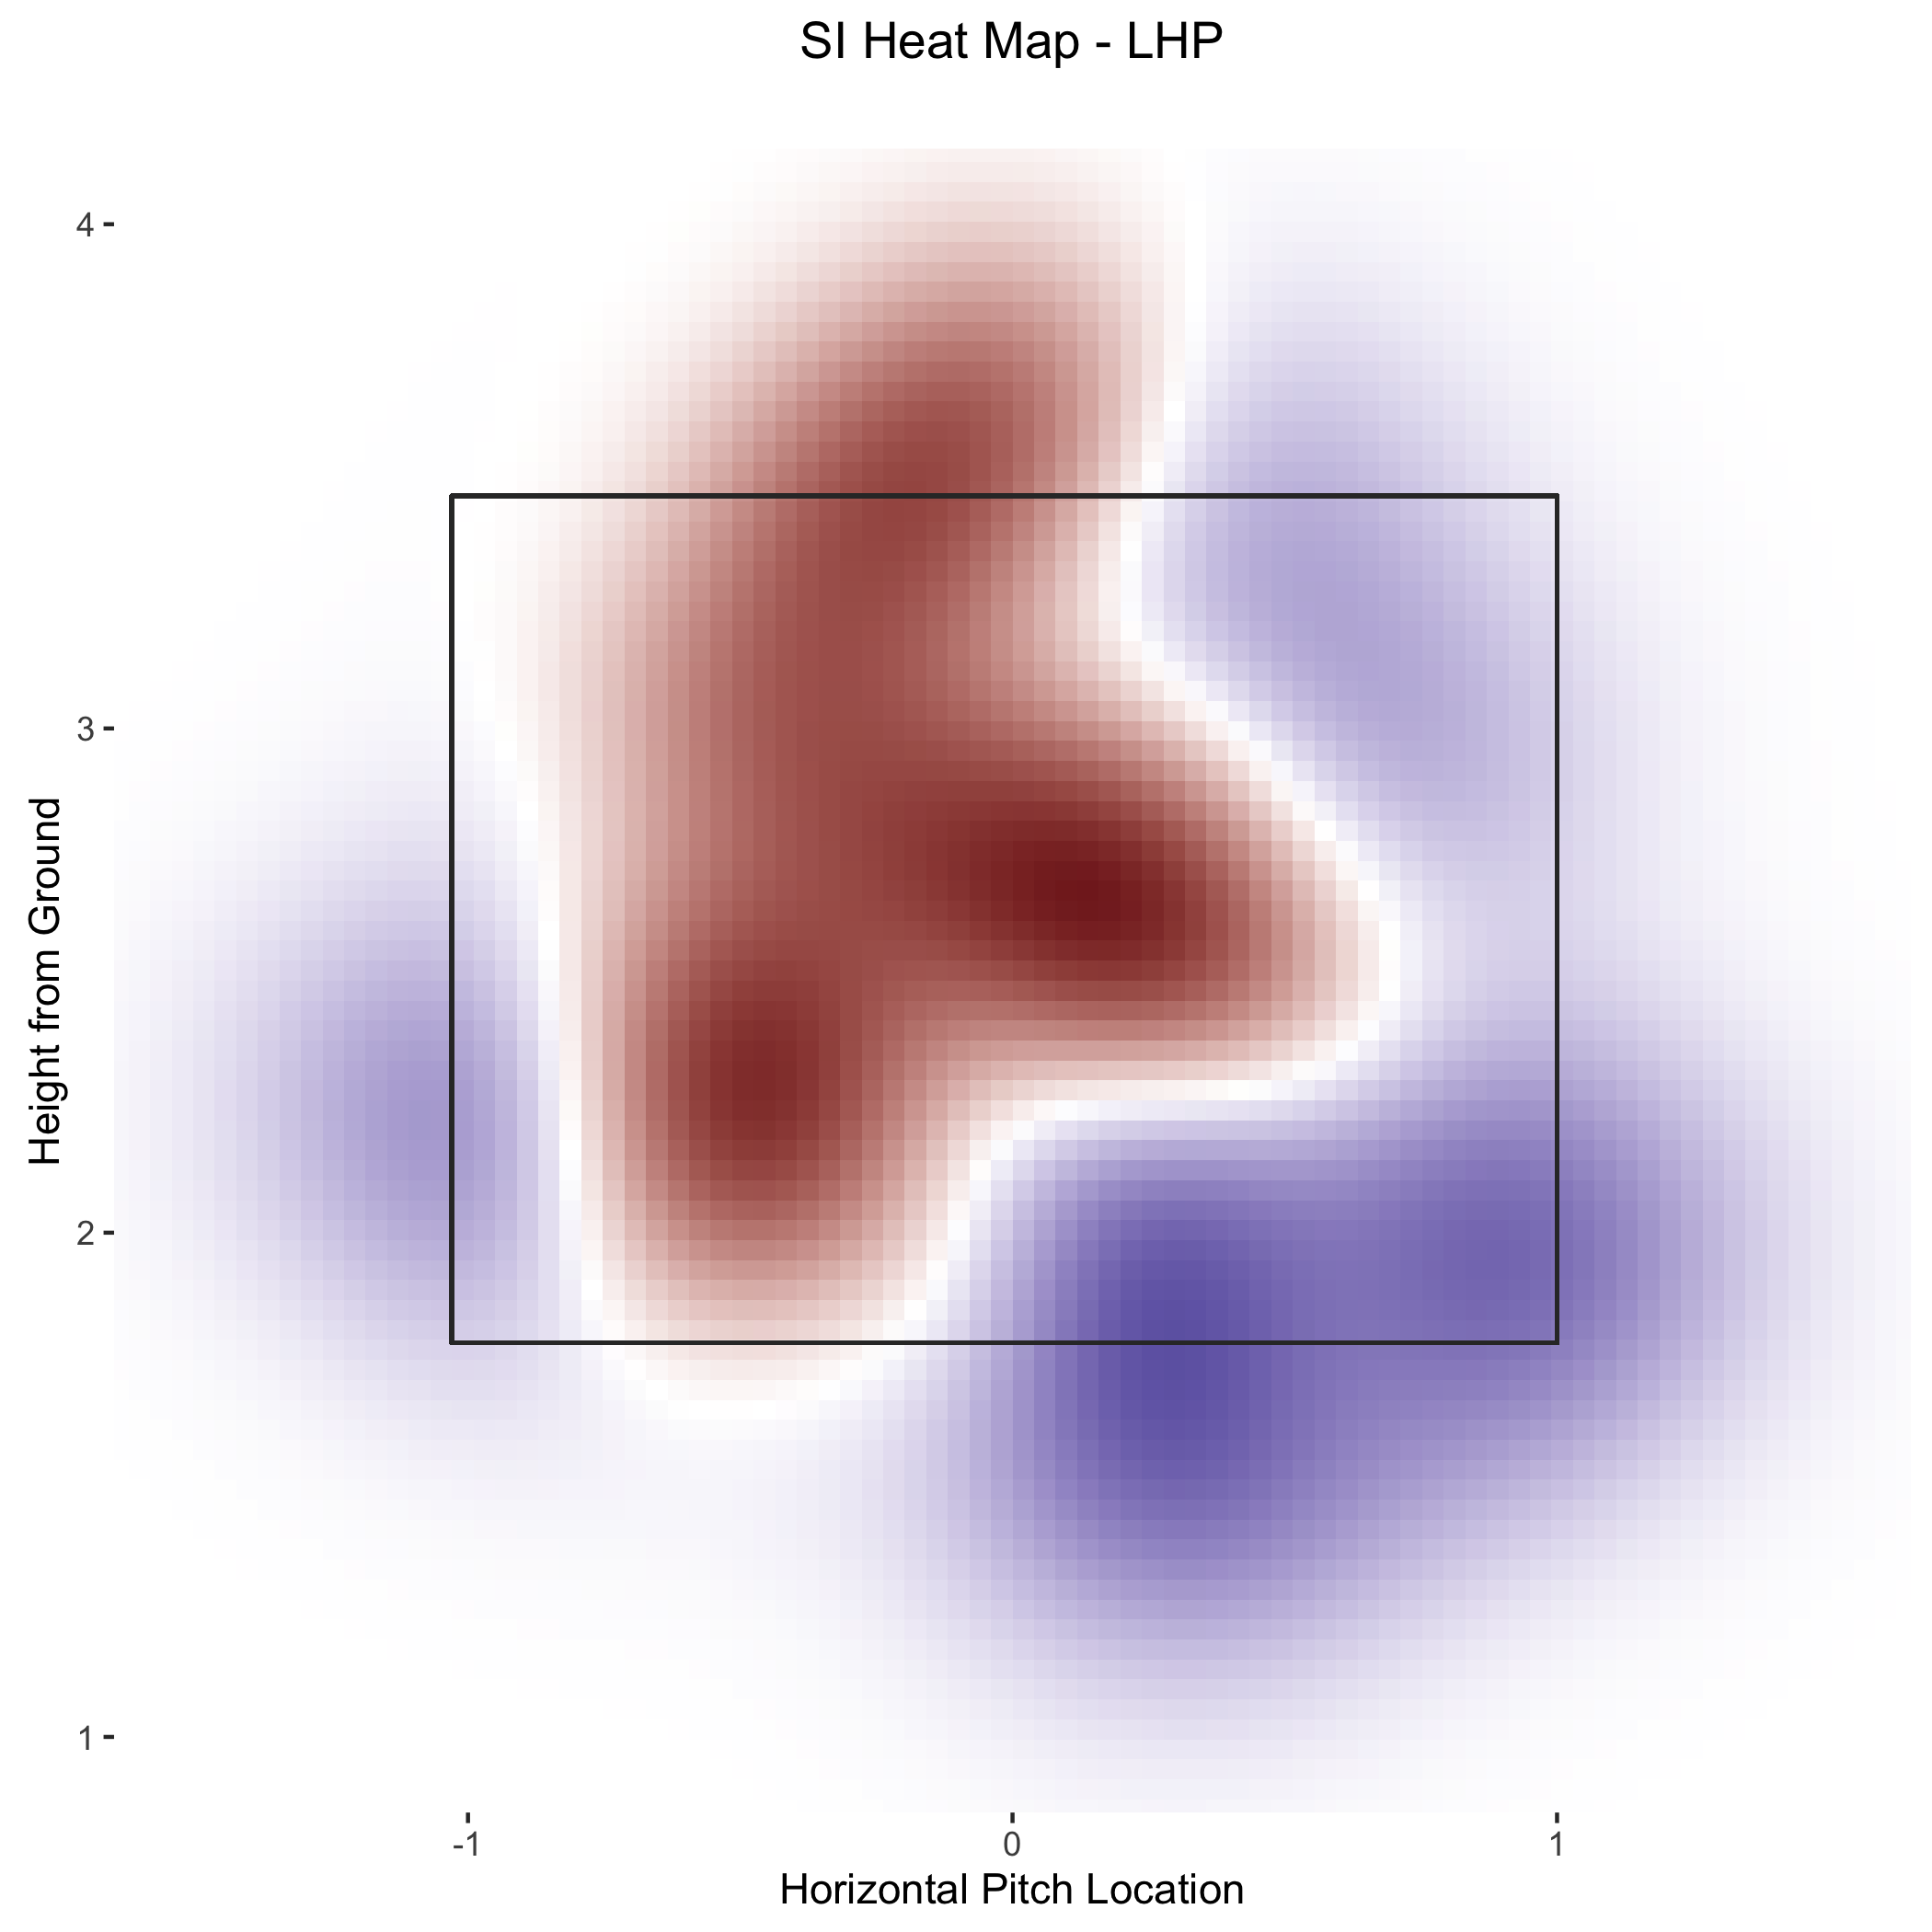 SI Heat Map - LHP
4
3
2
1
Height from Ground
-1 0 1
Horizontal Pitch Location